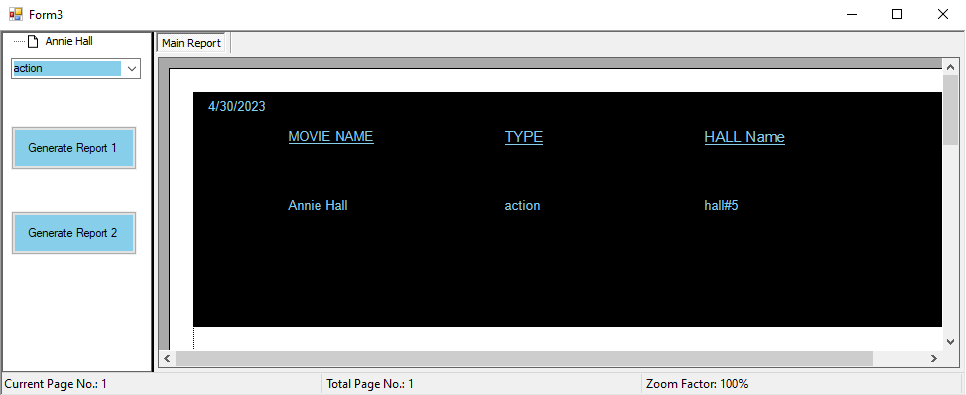 Form3
Annie Hall
action
Generate Report 1
Generate Report 2
Main Report
4/30/2023
MOVIE NAME TYPE HALL Name
Annie Hall action hall#5
Current Page No.: 1 Total Page No.: 1 Zoom Factor: 100%